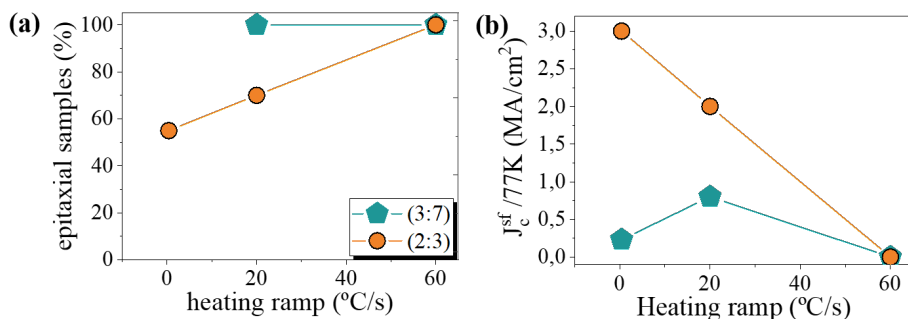 (a)
100
80
60
40
20
0
epitaxial samples (%)
(3:7)
(2:3)
0 20 40 60
heating ramp (ºC/s)
(b)
3,0
2,5
2,0
1,5
1,0
0,5
0,0
J_c^sf /77K (MA/cm²)
0 20 40 60
Heating ramp (ºC/s)